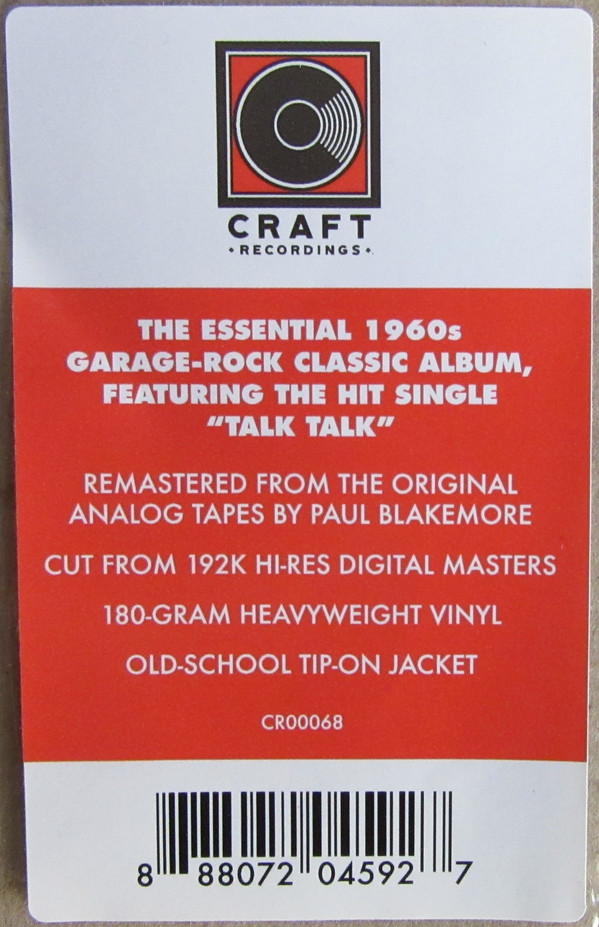 CRAFT
• RECORDINGS •
THE ESSENTIAL 1960s
GARAGE-ROCK CLASSIC ALBUM,
FEATURING THE HIT SINGLE
“TALK TALK”
REMASTERED FROM THE ORIGINAL
ANALOG TAPES BY PAUL BLAKEMORE
CUT FROM 192K HI-RES DIGITAL MASTERS
180-GRAM HEAVYWEIGHT VINYL
OLD-SCHOOL TIP-ON JACKET
CR00068
8 88072 04592 7